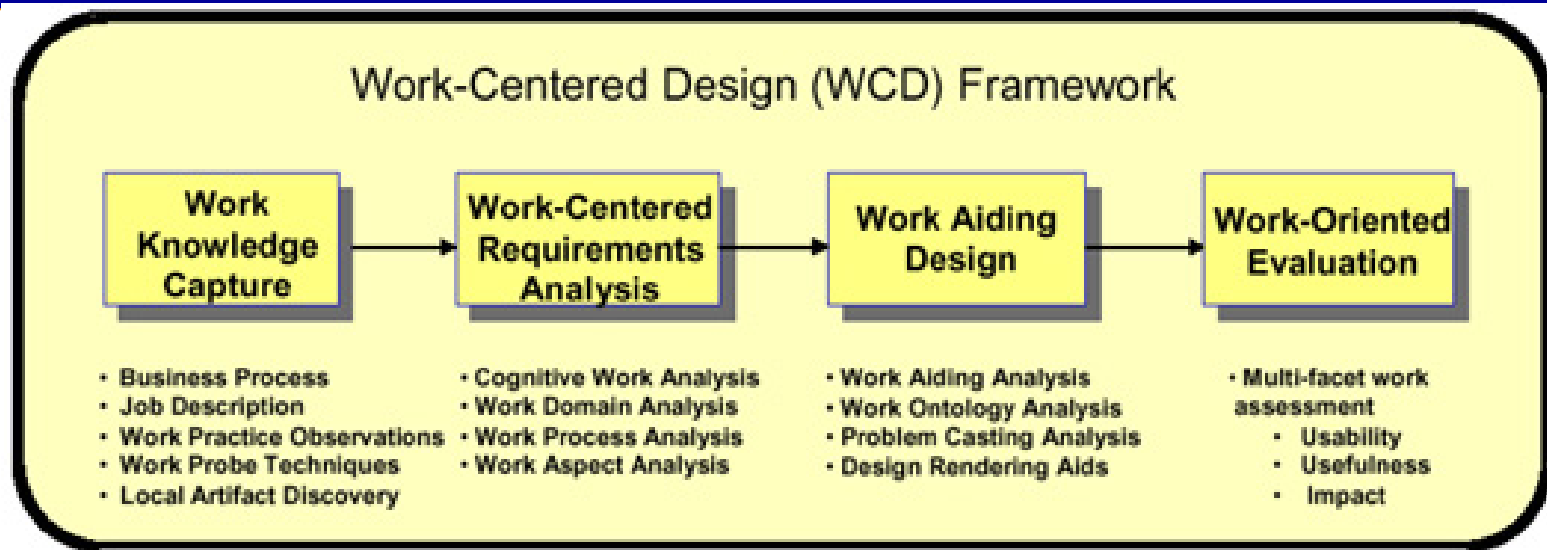 Work-Centered Design (WCD) Framework
Work
Knowledge
Capture
Work-Centered
Requirements
Analysis
Work Aiding
Design
Work-Oriented
Evaluation
• Business Process
• Job Description
• Work Practice Observations
• Work Probe Techniques
• Local Artifact Discovery
• Cognitive Work Analysis
• Work Domain Analysis
• Work Process Analysis
• Work Aspect Analysis
• Work Aiding Analysis
• Work Ontology Analysis
• Problem Casting Analysis
• Design Rendering Aids
• Multi-facet work
assessment
• Usability
• Usefulness
• Impact